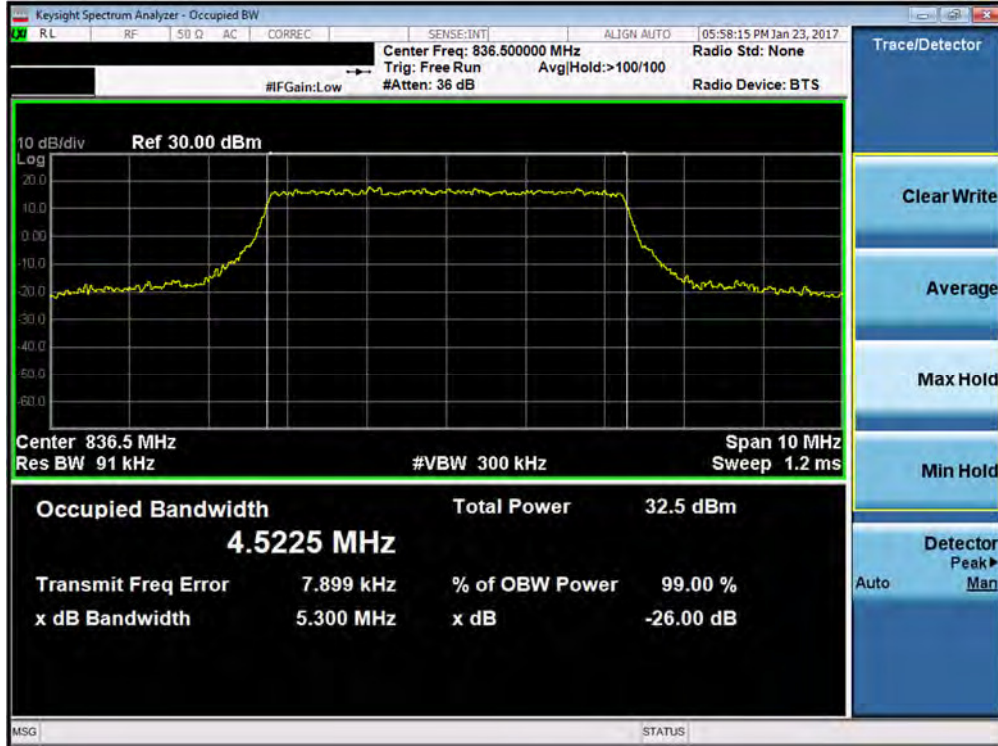 Keysight Spectrum Analyzer - Occupied BW
LXI RL RF 50 Ω AC CORREC SENSE:INT ALIGN AUTO 05:58:15 PM Jan 23, 2017
Center Freq: 836.500000 MHz Radio Std: None
Trig: Free Run Avg|Hold:>100/100
#IFGain:Low #Atten: 36 dB Radio Device: BTS
Trace/Detector
10 dB/div Ref 30.00 dBm
Log
20.0
10.0
0.00
-10.0
-20.0
-30.0
-40.0
-50.0
-60.0
Center 836.5 MHz Span 10 MHz
Res BW 91 kHz #VBW 300 kHz Sweep 1.2 ms
Occupied Bandwidth Total Power 32.5 dBm
4.5225 MHz
Transmit Freq Error 7.899 kHz % of OBW Power 99.00 %
x dB Bandwidth 5.300 MHz x dB -26.00 dB
Clear Write
Average
Max Hold
Min Hold
Detector
Peak▶
Auto Man
MSG STATUS